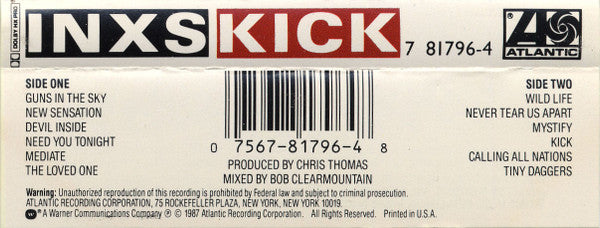 DOLBY HX PRO
INXS KICK
7 81796-4
ATLANTIC
SIDE ONE
GUNS IN THE SKY
NEW SENSATION
DEVIL INSIDE
NEED YOU TONIGHT
MEDIATE
THE LOVED ONE
0 7567-81796-4 8
PRODUCED BY CHRIS THOMAS
MIXED BY BOB CLEARMOUNTAIN
SIDE TWO
WILD LIFE
NEVER TEAR US APART
MYSTIFY
KICK
CALLING ALL NATIONS
TINY DAGGERS
Warning: Unauthorized reproduction of this recording is prohibited by Federal law and subject to criminal prosecution.
ATLANTIC RECORDING CORPORATION, 75 ROCKEFELLER PLAZA, NEW YORK, NEW YORK 10019.
A Warner Communications Company ℗ © 1987 Atlantic Recording Corporation. All Rights Reserved. Printed in U.S.A.